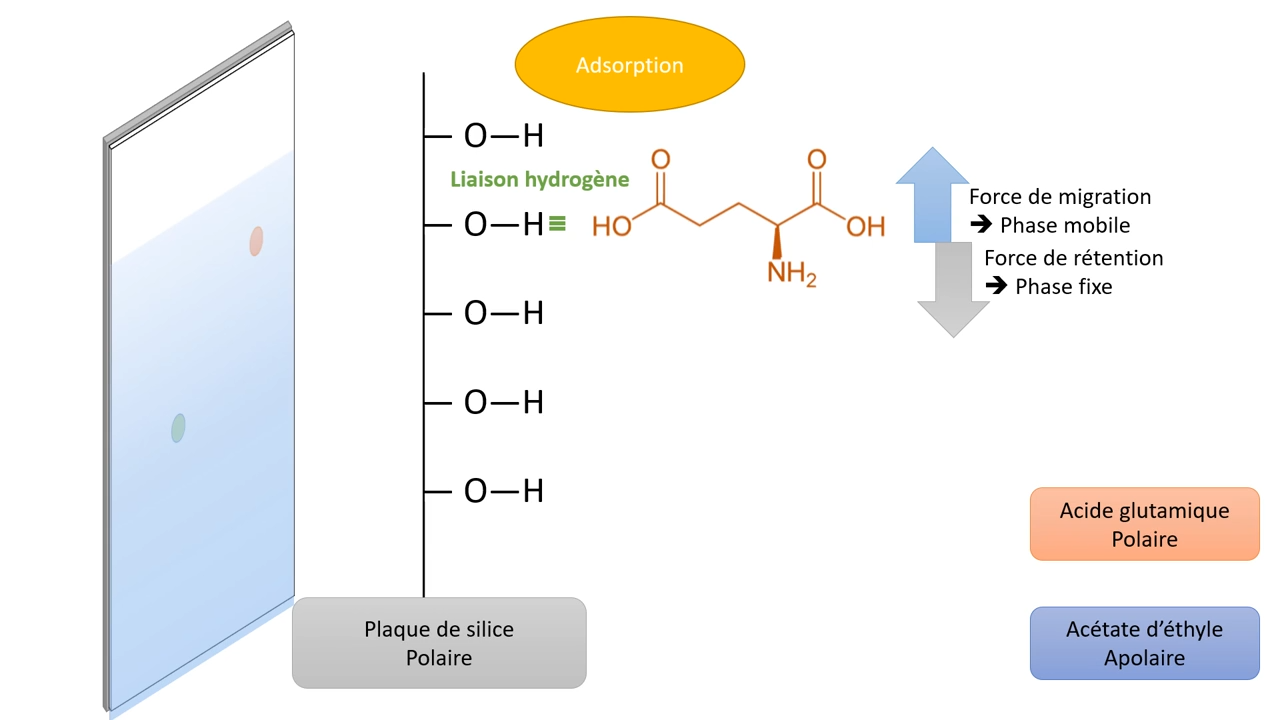 Adsorption
O—H
Liaison hydrogène
O—H≡
O—H
O—H
O—H
O
O
HO
OH
NH₂
Force de migration
➔ Phase mobile
Force de rétention
➔ Phase fixe
Acide glutamique
Polaire
Plaque de silice
Polaire
Acétate d’éthyle
Apolaire